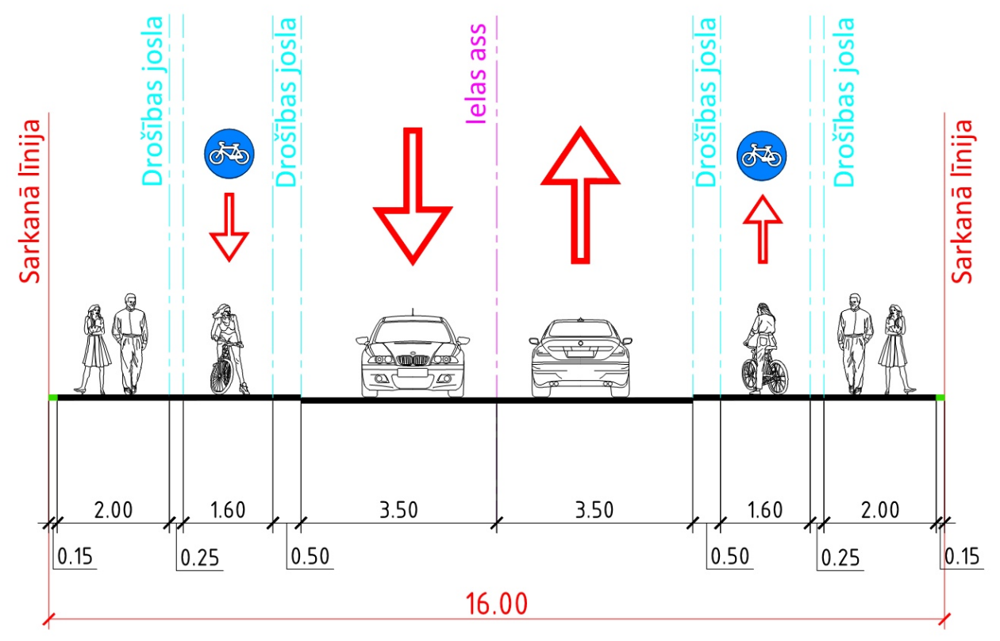 Sarkanā līnija
Drošības josla
Drošības josla
Ielas ass
Drošības josla
Drošības josla
Sarkanā līnija
2.00
1.60
3.50
3.50
1.60
2.00
0.15
0.25
0.50
0.50
0.25
0.15
16.00